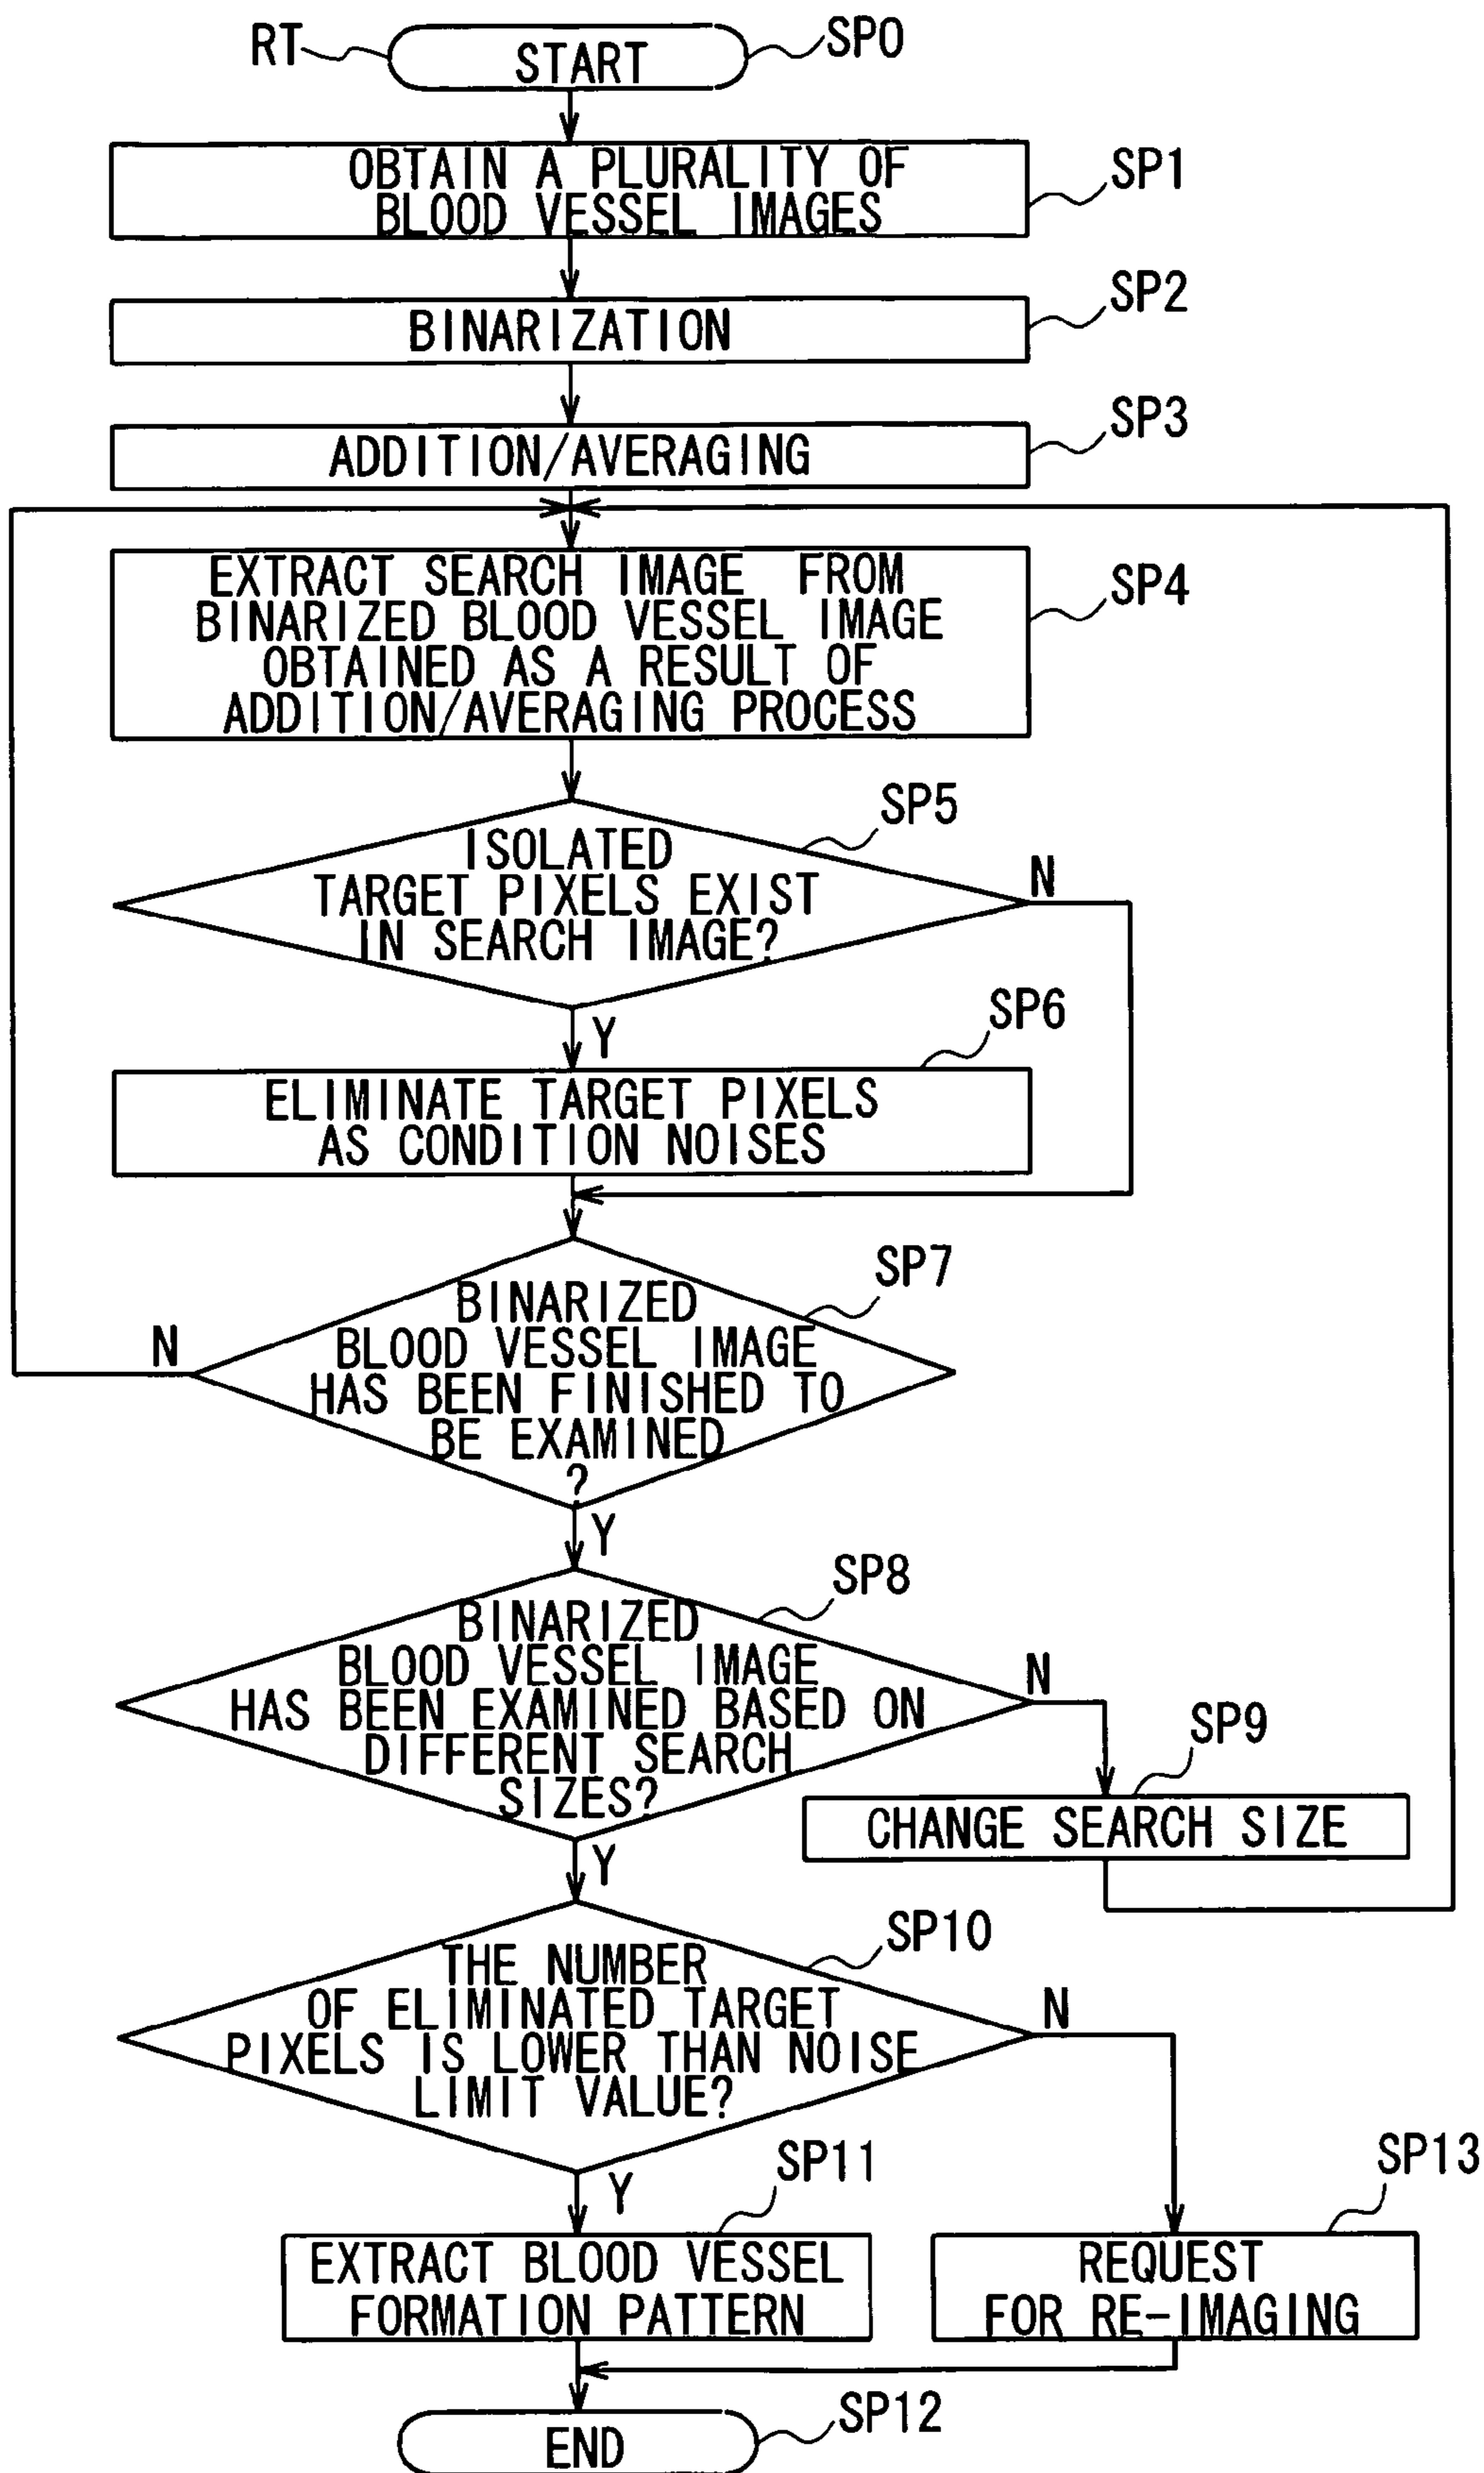 RT
START
SP0
OBTAIN A PLURALITY OF
BLOOD VESSEL IMAGES
SP1
BINARIZATION
SP2
ADDITION/AVERAGING
SP3
EXTRACT SEARCH IMAGE FROM
BINARIZED BLOOD VESSEL IMAGE
OBTAINED AS A RESULT OF
ADDITION/AVERAGING PROCESS
SP4
ISOLATED
TARGET PIXELS EXIST
IN SEARCH IMAGE?
SP5
N
Y
ELIMINATE TARGET PIXELS
AS CONDITION NOISES
SP6
BINARIZED
BLOOD VESSEL IMAGE
HAS BEEN FINISHED TO
BE EXAMINED
?
SP7
N
Y
BINARIZED
BLOOD VESSEL IMAGE
HAS BEEN EXAMINED BASED ON
DIFFERENT SEARCH
SIZES?
SP8
N
SP9
CHANGE SEARCH SIZE
Y
THE NUMBER
OF ELIMINATED TARGET
PIXELS IS LOWER THAN NOISE
LIMIT VALUE?
SP10
N
Y
SP11
EXTRACT BLOOD VESSEL
FORMATION PATTERN
SP13
REQUEST
FOR RE-IMAGING
END
SP12